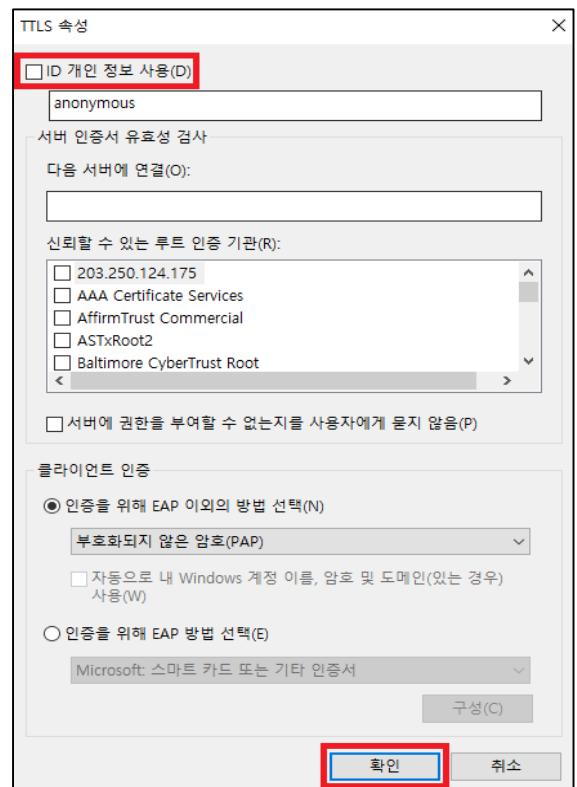 TTLS 속성
ID 개인 정보 사용(D)
anonymous
서버 인증서 유효성 검사
다음 서버에 연결(O):
신뢰할 수 있는 루트 인증 기관(R):
203.250.124.175
AAA Certificate Services
AffirmTrust Commercial
ASTxRoot2
Baltimore CyberTrust Root
서버에 권한을 부여할 수 없는지를 사용자에게 묻지 않음(P)
클라이언트 인증
인증을 위해 EAP 이외의 방법 선택(N)
부호화되지 않은 암호(PAP)
자동으로 내 Windows 계정 이름, 암호 및 도메인(있는 경우)
사용(W)
인증을 위해 EAP 방법 선택(E)
Microsoft: 스마트 카드 또는 기타 인증서
구성(C)
확인 취소